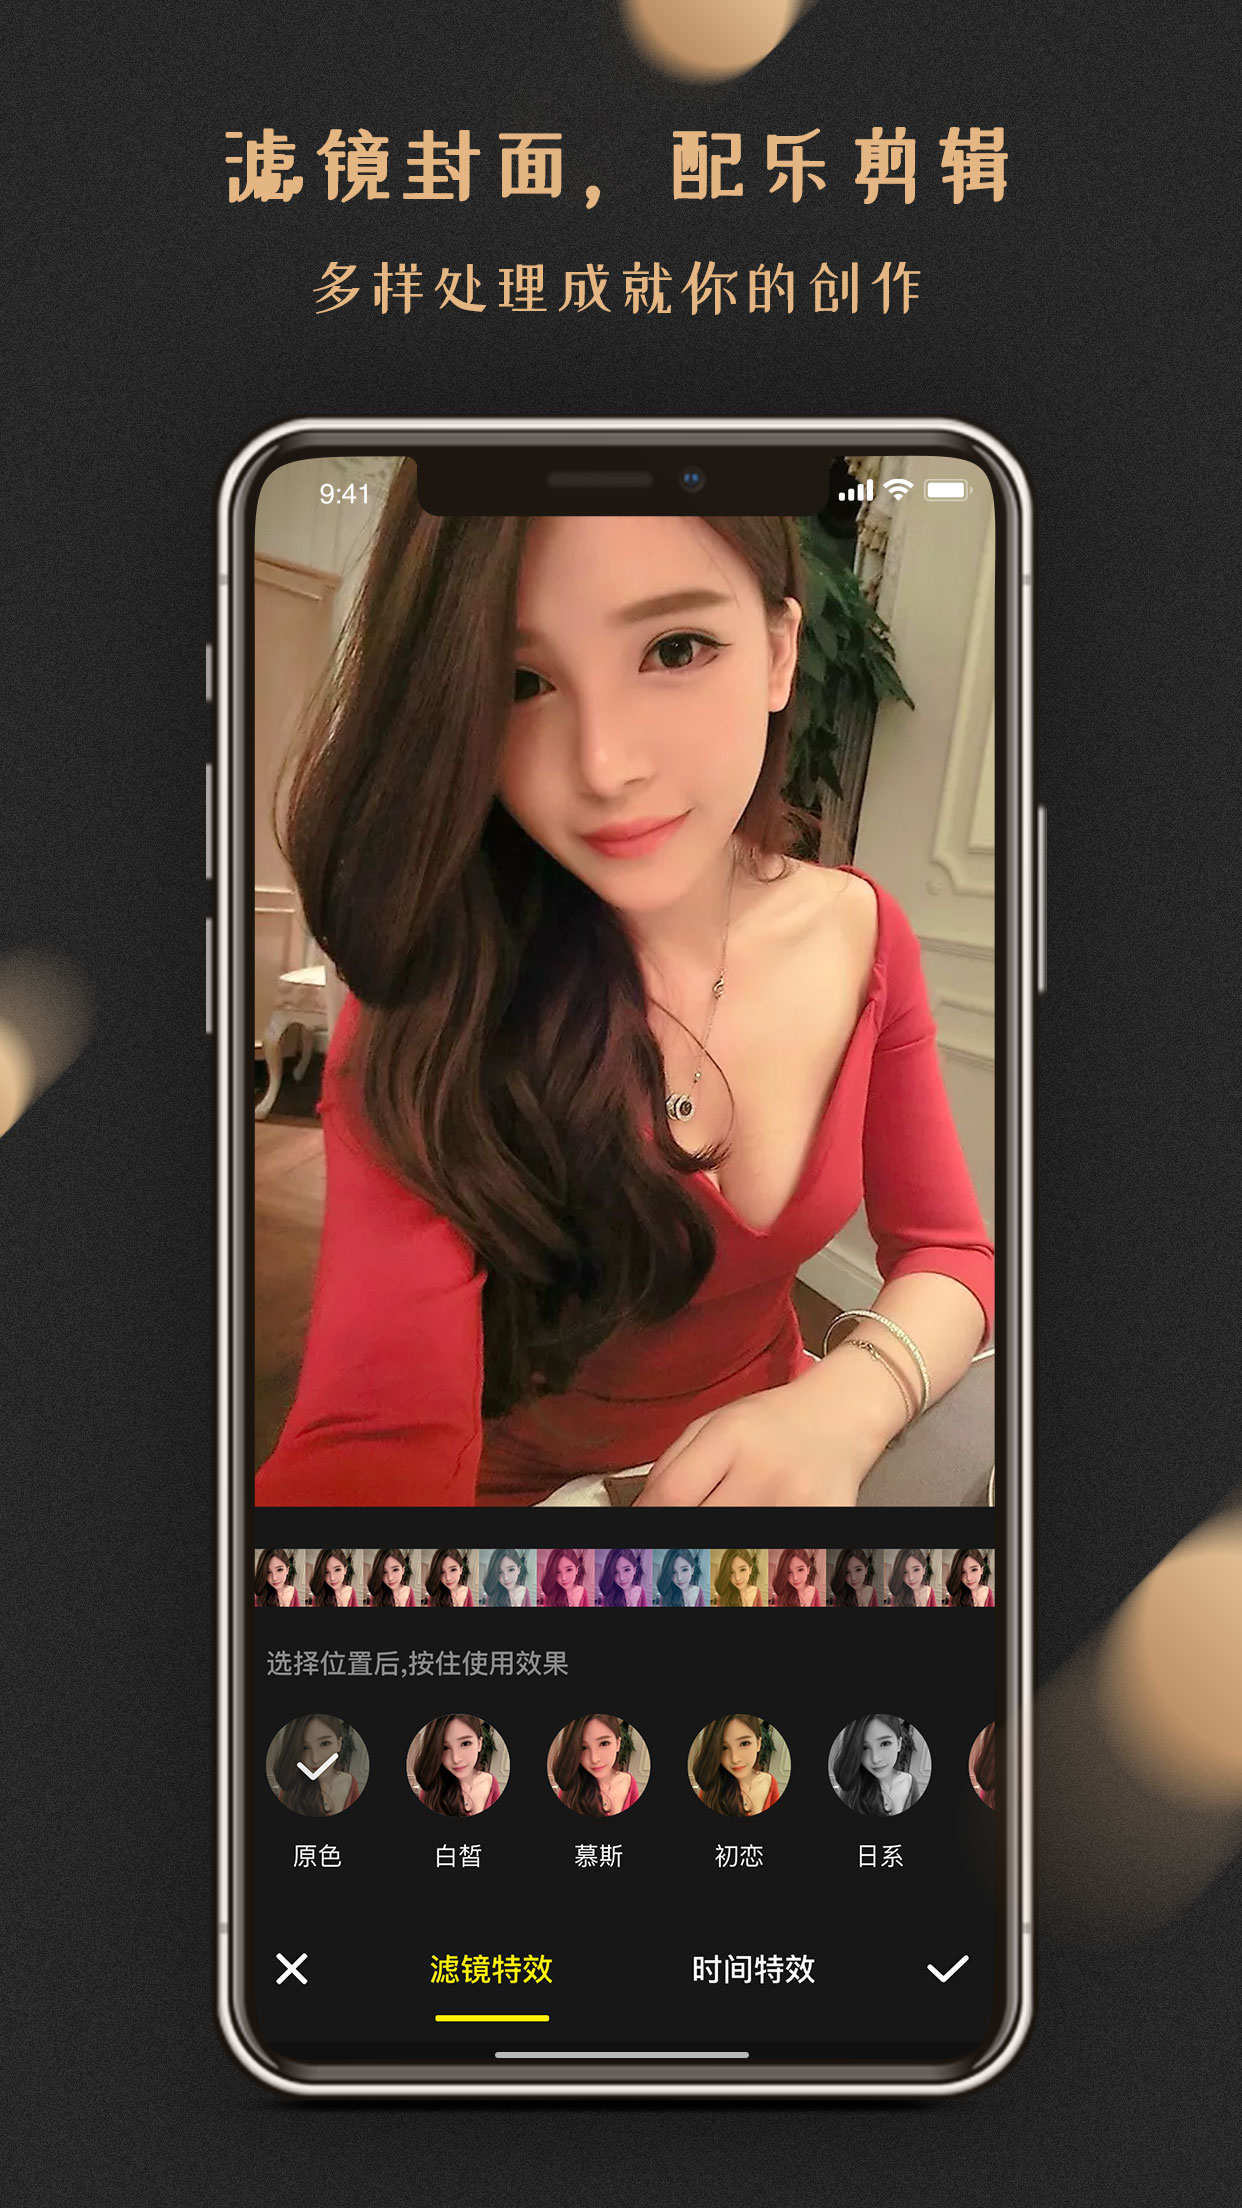 滤镜封面，配乐剪辑
多样处理成就你的创作
9:41
选择位置后,按住使用效果
原色 白皙 慕斯 初恋 日系
滤镜特效 时间特效